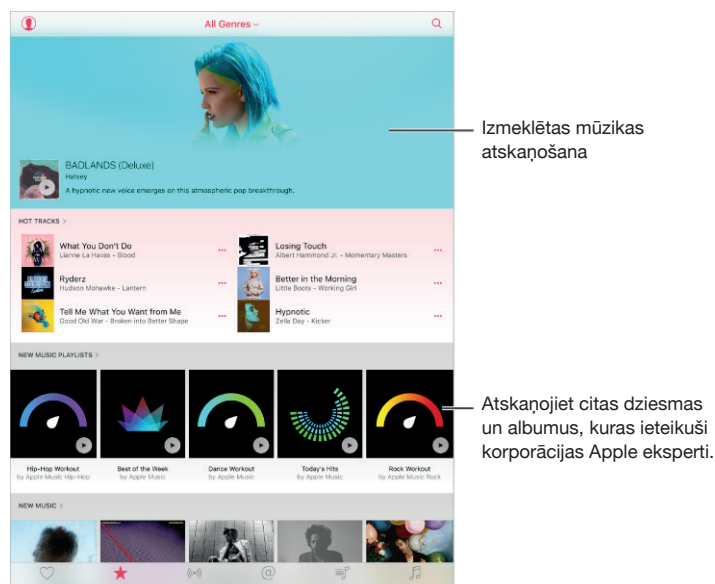 All Genres
BADLANDS (Deluxe)
Halsey
A hypnotic new voice emerges on this atmospheric pop breakthrough.
Izmeklētas mūzikas
atskaņošana
HOT TRACKS >
What You Don't Do
Lianne La Havas - Blood
Losing Touch
Albert Hammond Jr. - Momentary Masters
Ryderz
Hudson Mohawke - Lantern
Better in the Morning
Little Boots - Working Girl
Tell Me What You Want from Me
Good Old War - Broken into Better Shape
Hypnotic
Zella Day - Kicker
NEW MUSIC PLAYLISTS >
Atskaņojiet citas dziesmas
un albumus, kuras ieteikuši
korporācijas Apple eksperti.
Hip-Hop Workout
by Apple Music Hip-Hop
Best of the Week
by Apple Music
Dance Workout
by Apple Music
Today's Hits
by Apple Music
Rock Workout
by Apple Music Rock
NEW MUSIC >